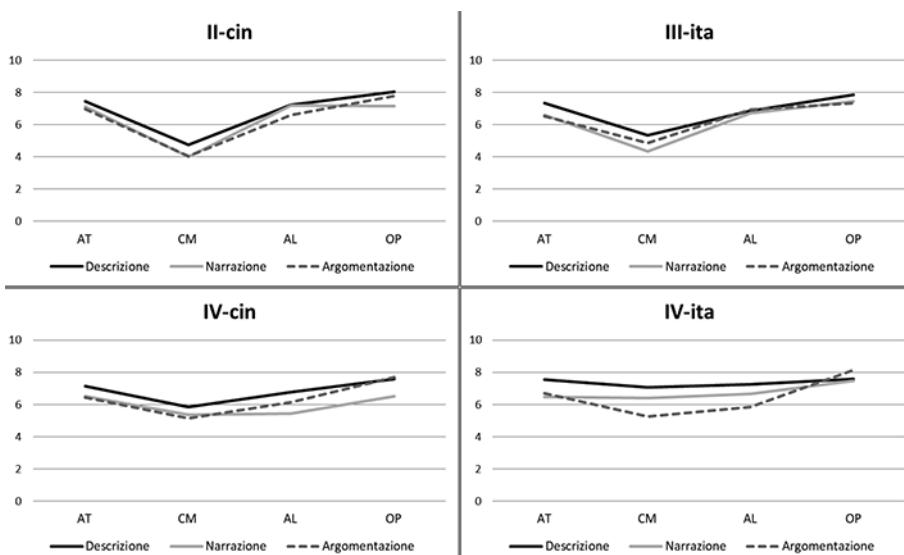 II-cin
10
8
6
4
2
0
AT CM AL OP
Descrizione Narrazione Argomentazione
III-ita
10
8
6
4
2
0
AT CM AL OP
Descrizione Narrazione Argomentazione
IV-cin
10
8
6
4
2
0
AT CM AL OP
Descrizione Narrazione Argomentazione
IV-ita
10
8
6
4
2
0
AT CM AL OP
Descrizione Narrazione Argomentazione